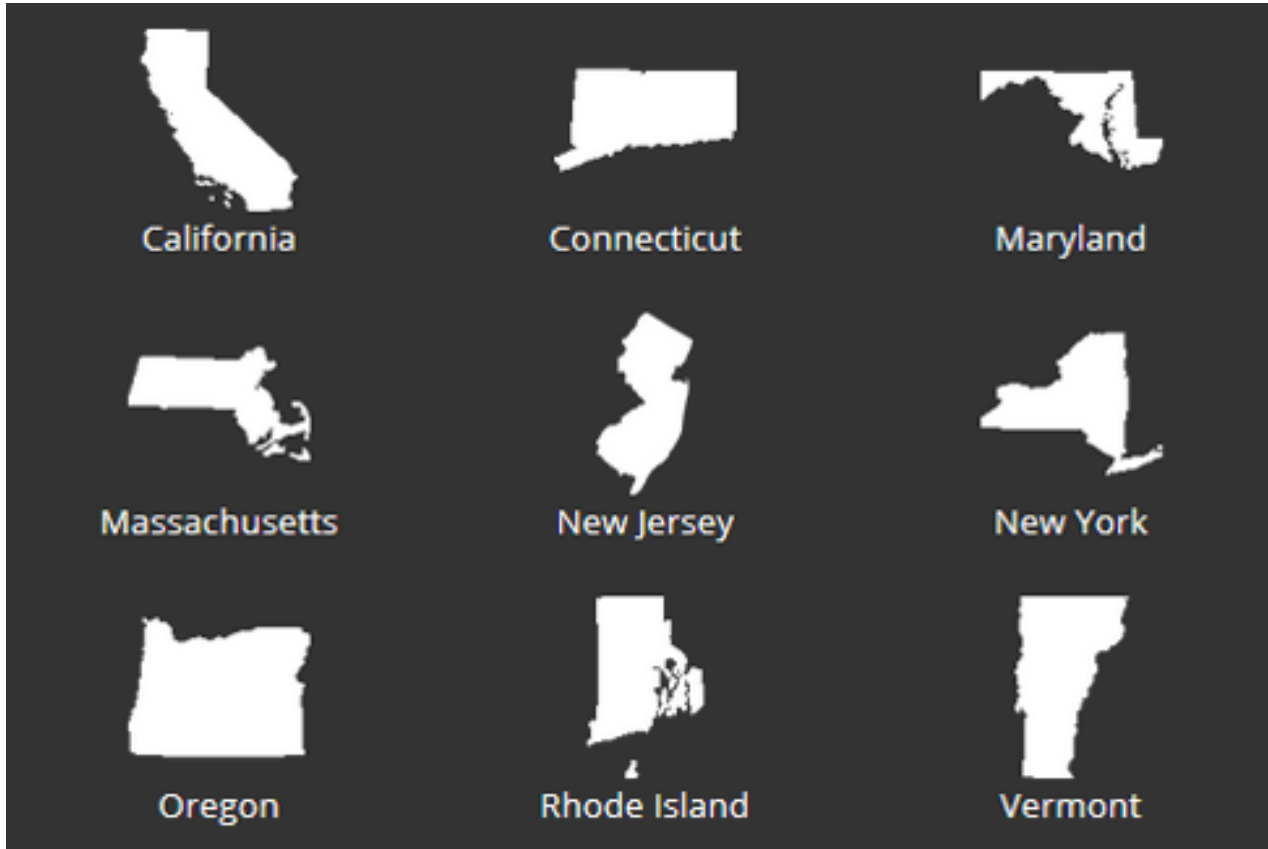 California
Connecticut
Maryland
Massachusetts
New Jersey
New York
Oregon
Rhode Island
Vermont